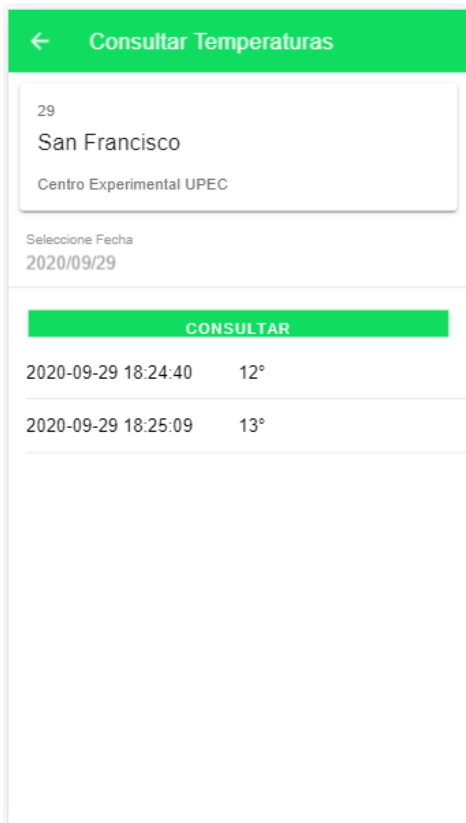 Consultar Temperaturas
29
San Francisco
Centro Experimental UPEC
Seleccione Fecha
2020/09/29
CONSULTAR
2020-09-29 18:24:40 12°
2020-09-29 18:25:09 13°